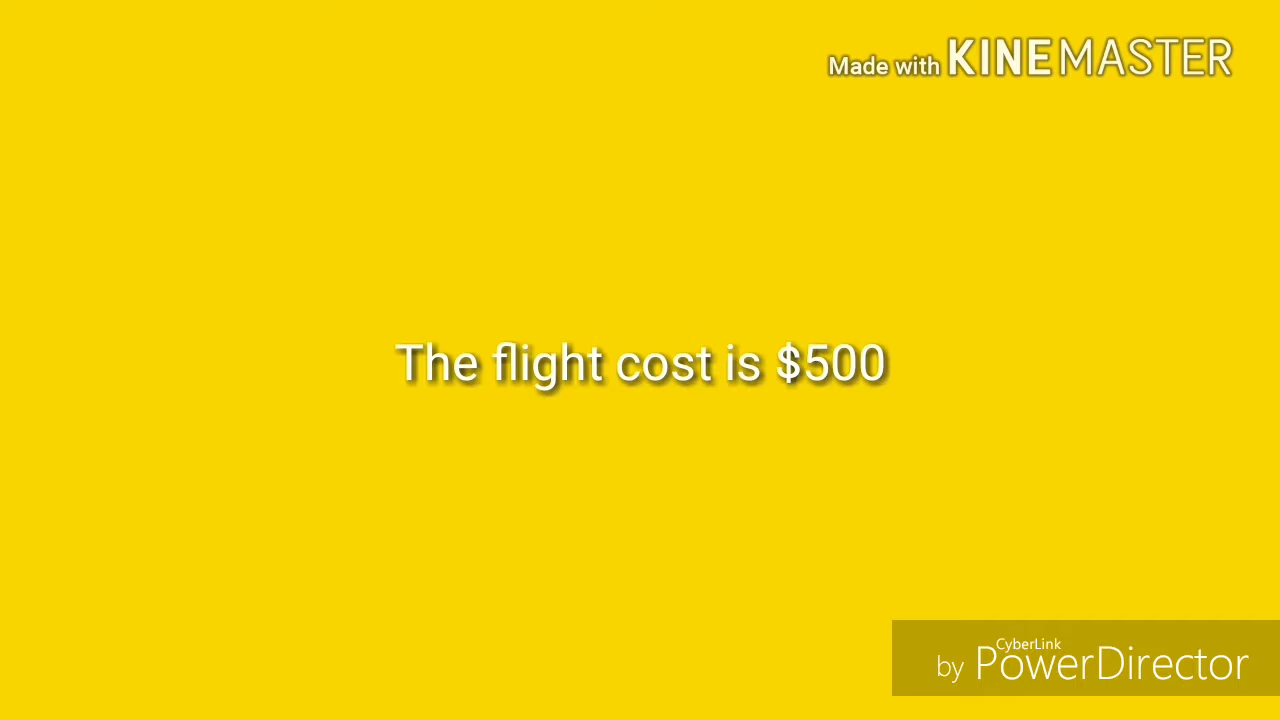 Made with KINEMASTER
The flight cost is $500
CyberLink
by PowerDirector